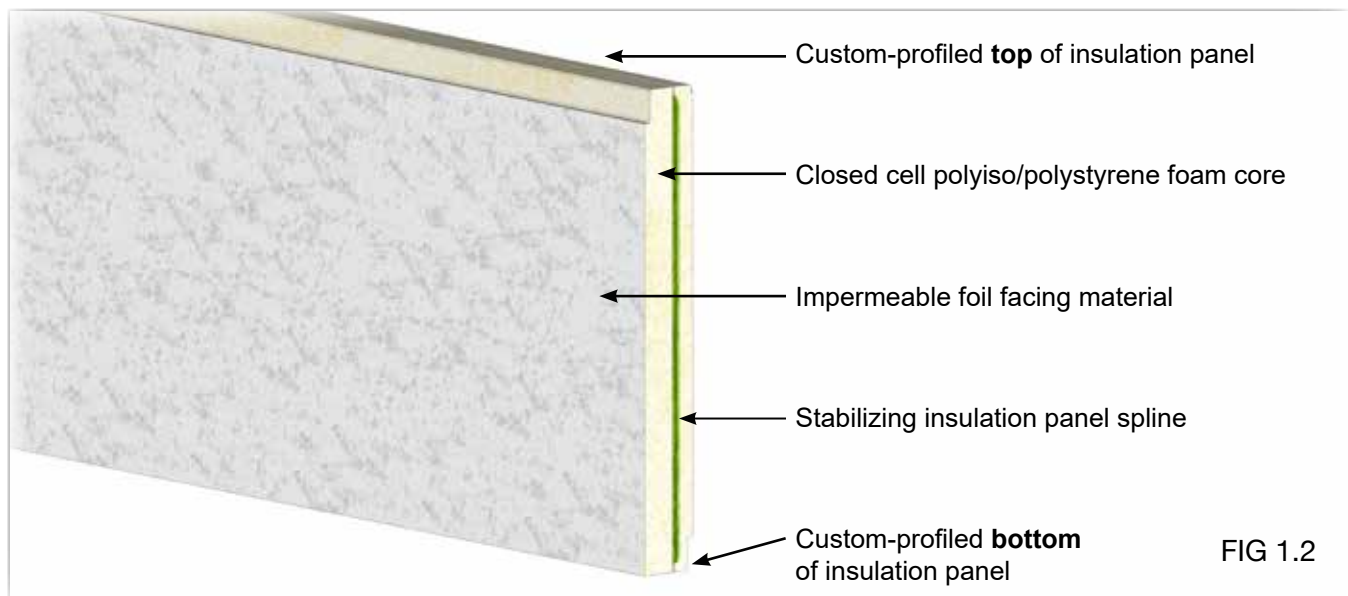 Custom-profiled top of insulation panel
Closed cell polyiso/polystyrene foam core
Impermeable foil facing material
Stabilizing insulation panel spline
Custom-profiled bottom
of insulation panel
FIG 1.2